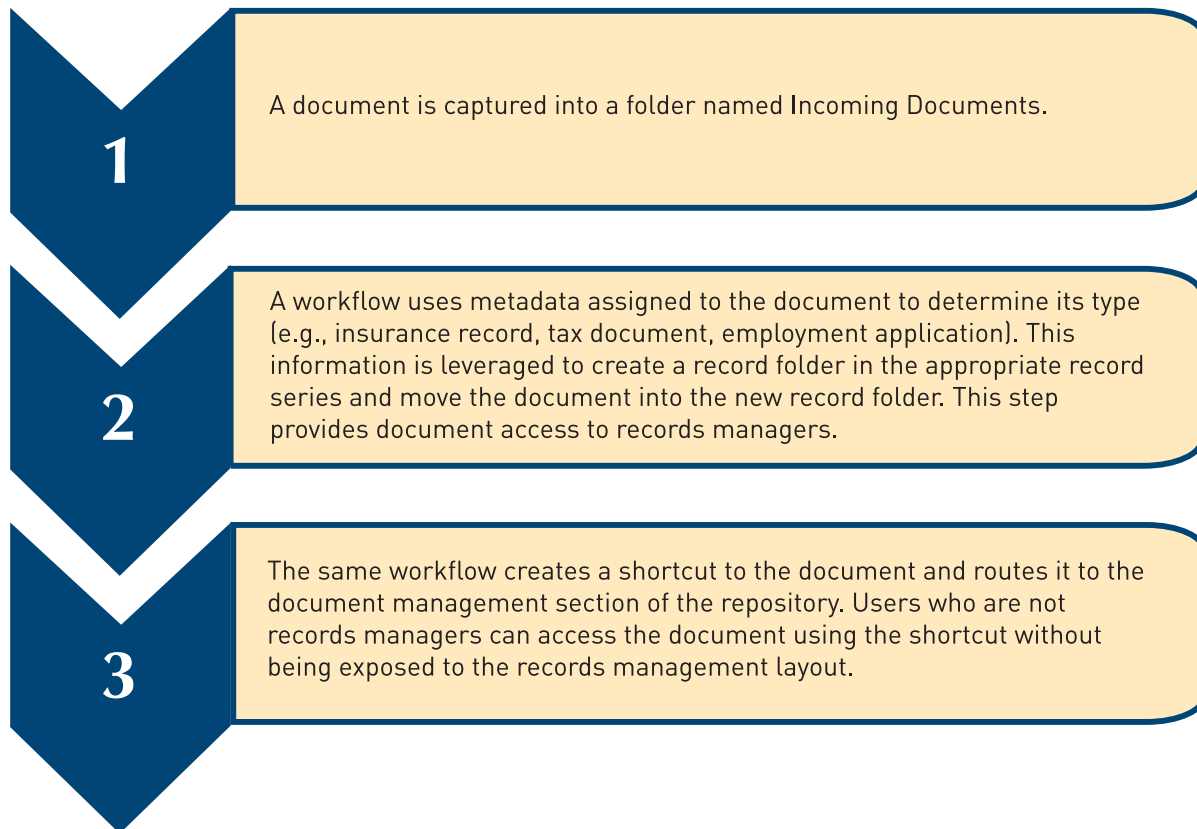 1
A document is captured into a folder named Incoming Documents.
2
A workflow uses metadata assigned to the document to determine its type
(e.g., insurance record, tax document, employment application). This
information is leveraged to create a record folder in the appropriate record
series and move the document into the new record folder. This step
provides document access to records managers.
3
The same workflow creates a shortcut to the document and routes it to the
document management section of the repository. Users who are not
records managers can access the document using the shortcut without
being exposed to the records management layout.